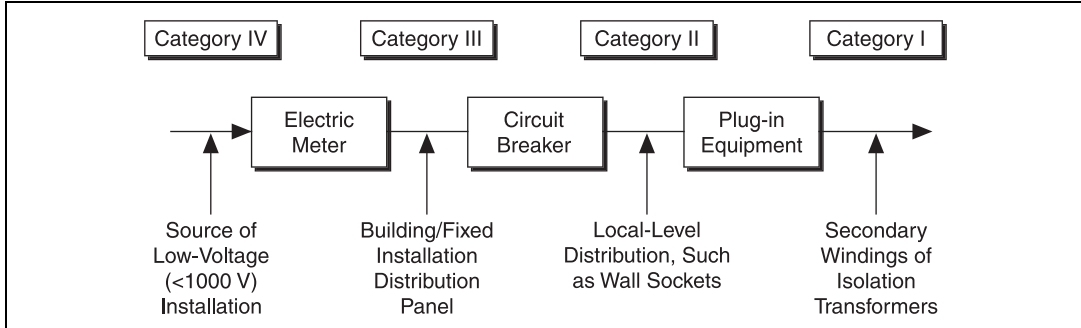 Category IV
Category III
Category II
Category I
Electric
Meter
Circuit
Breaker
Plug-in
Equipment
Source of
Low-Voltage
(<1000 V)
Installation
Building/Fixed
Installation
Distribution
Panel
Local-Level
Distribution, Such
as Wall Sockets
Secondary
Windings of
Isolation
Transformers